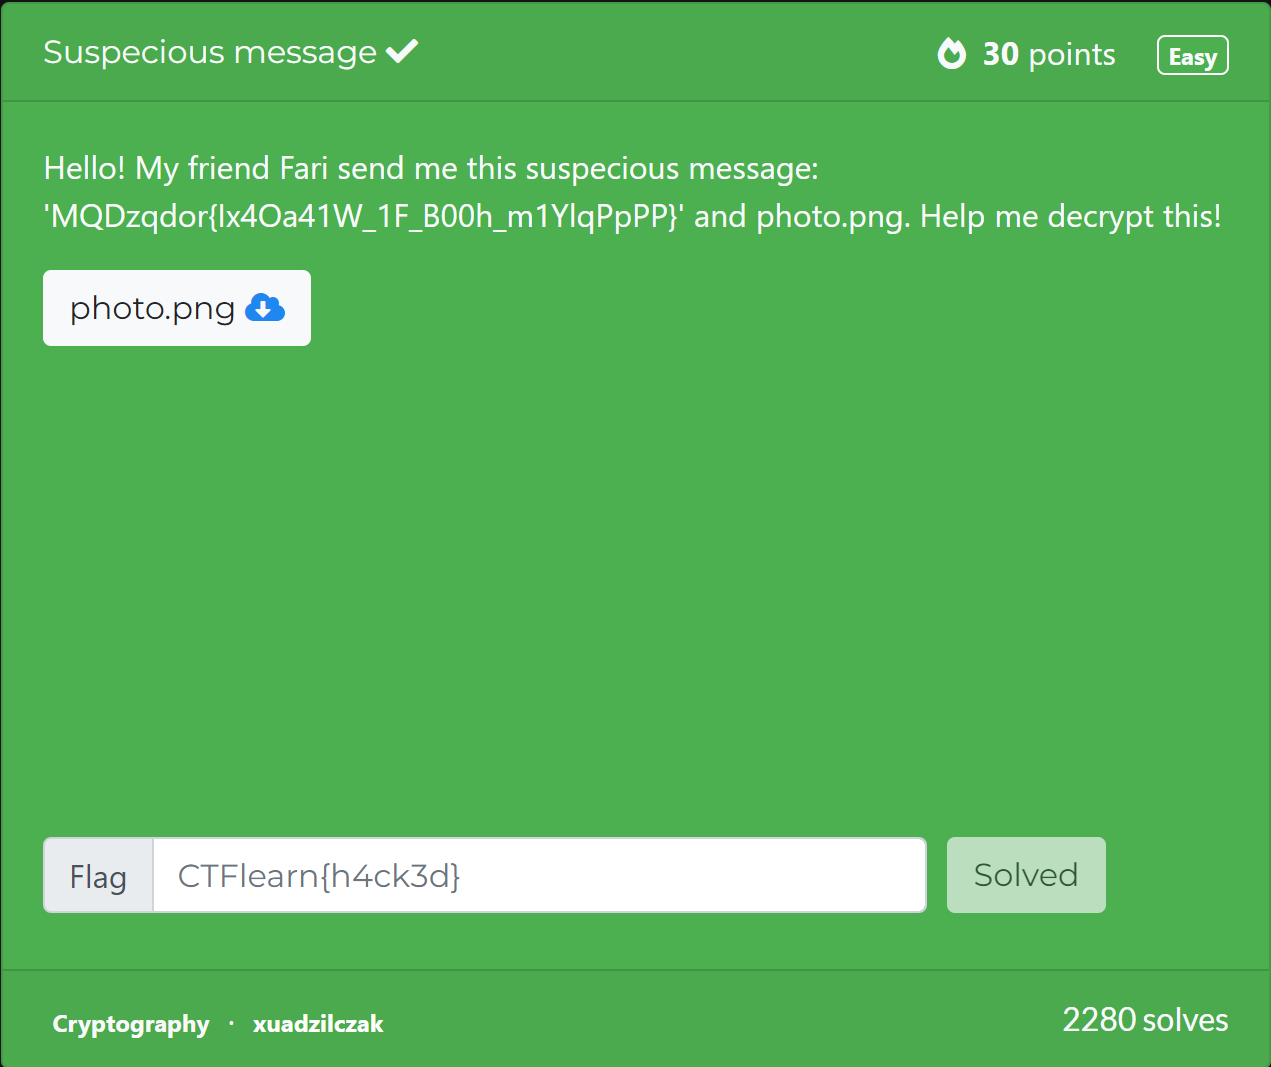 Suspecious message
30 points
Easy
Hello! My friend Fari send me this suspecious message:
'MQDzqdor{Ix4Oa41W_1F_B00h_m1YlqPpPP}' and photo.png. Help me decrypt this!
photo.png
Flag
CTFlearn{h4ck3d}
Solved
Cryptography · xuadzilczak
2280 solves